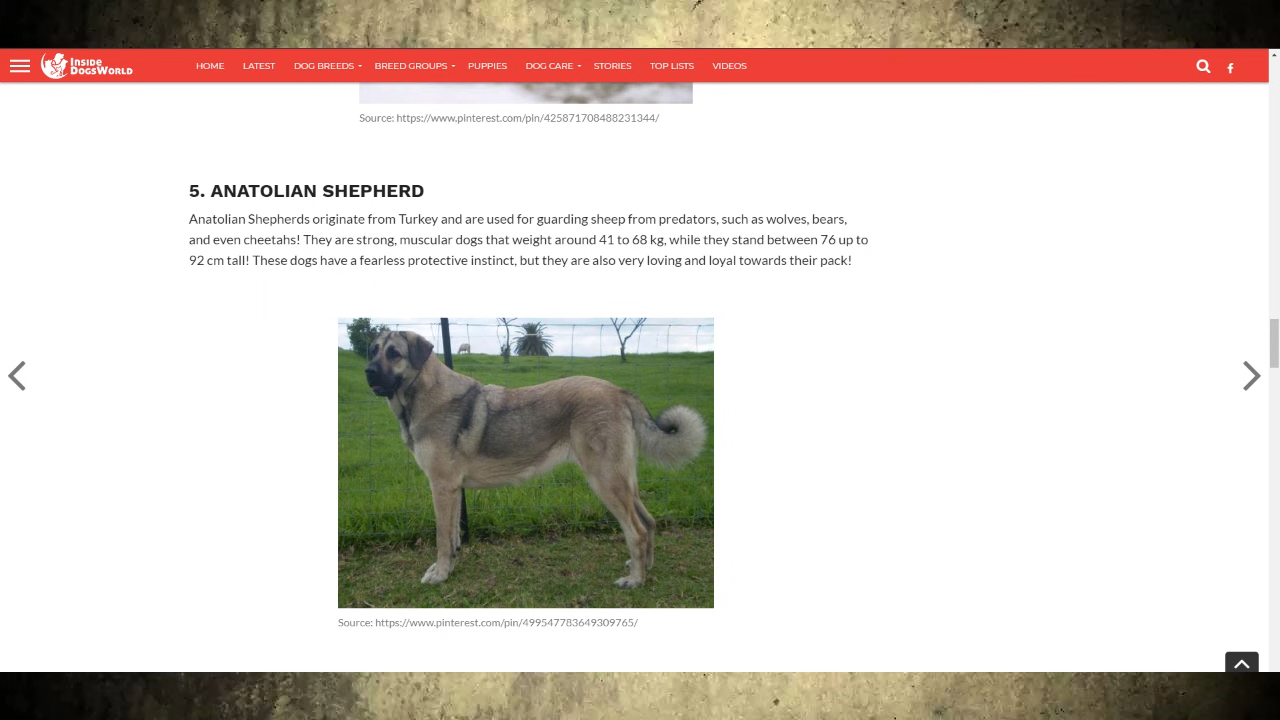 INSIDE
DOGSWORLD
HOME LATEST DOG BREEDS BREED GROUPS PUPPIES DOG CARE STORIES TOP LISTS VIDEOS
Source: https://www.pinterest.com/pin/425871708488231344/
5. ANATOLIAN SHEPHERD
Anatolian Shepherds originate from Turkey and are used for guarding sheep from predators, such as wolves, bears,
and even cheetahs! They are strong, muscular dogs that weight around 41 to 68 kg, while they stand between 76 up to
92 cm tall! These dogs have a fearless protective instinct, but they are also very loving and loyal towards their pack!
Source: https://www.pinterest.com/pin/499547783649309765/